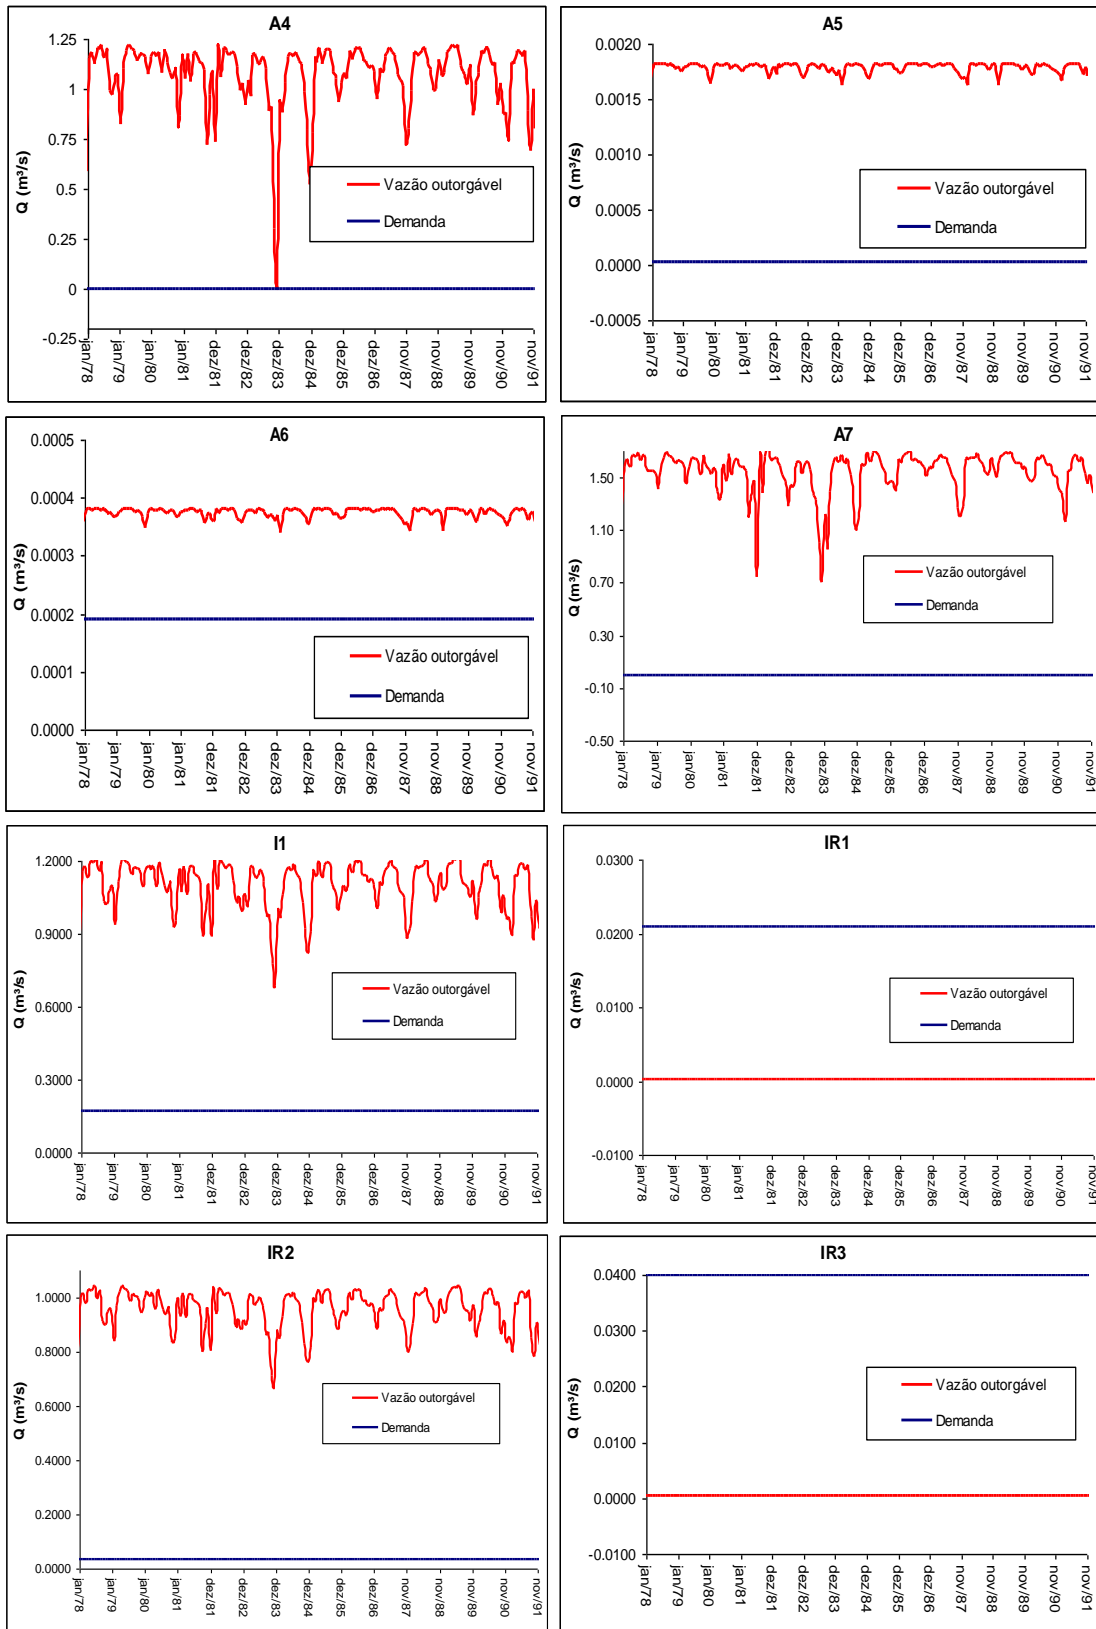 A4
1.25
1
0.75
0.5
0.25
0
-0.25
Q (m³/s)
Vazão outorgável
Demanda
jan/78
jan/79
jan/80
jan/81
dez/81
dez/82
dez/83
dez/84
dez/85
dez/86
nov/87
nov/88
nov/89
nov/90
nov/91
A5
0.0020
0.0015
0.0010
0.0005
0.0000
-0.0005
Q (m³/s)
Vazão outorgável
Demanda
jan/78
jan/79
jan/80
jan/81
dez/81
dez/82
dez/83
dez/84
dez/85
dez/86
nov/87
nov/88
nov/89
nov/90
nov/91
A6
0.0005
0.0004
0.0003
0.0002
0.0001
0.0000
Q (m³/s)
Vazão outorgável
Demanda
jan/78
jan/79
jan/80
jan/81
dez/81
dez/82
dez/83
dez/84
dez/85
dez/86
nov/87
nov/88
nov/89
nov/90
nov/91
A7
1.50
1.10
0.70
0.30
-0.10
-0.50
Q (m³/s)
Vazão outorgável
Demanda
jan/78
jan/79
jan/80
jan/81
dez/81
dez/82
dez/83
dez/84
dez/85
dez/86
nov/87
nov/88
nov/89
nov/90
nov/91
I1
1.2000
0.9000
0.6000
0.3000
0.0000
Q (m³/s)
Vazão outorgável
Demanda
jan/78
jan/79
jan/80
jan/81
dez/81
dez/82
dez/83
dez/84
dez/85
dez/86
nov/87
nov/88
nov/89
nov/90
nov/91
IR1
0.0300
0.0200
0.0100
0.0000
-0.0100
Q (m³/s)
Vazão outorgável
Demanda
jan/78
jan/79
jan/80
jan/81
dez/81
dez/82
dez/83
dez/84
dez/85
dez/86
nov/87
nov/88
nov/89
nov/90
nov/91
IR2
1.0000
0.8000
0.6000
0.4000
0.2000
0.0000
Q (m³/s)
Vazão outorgável
Demanda
jan/78
jan/79
jan/80
jan/81
dez/81
dez/82
dez/83
dez/84
dez/85
dez/86
nov/87
nov/88
nov/89
nov/90
nov/91
IR3
0.0400
0.0300
0.0400
0.0200
0.0000
-0.0100
Q (m³/s)
Vazão outorgável
Demanda
jan/78
jan/79
jan/80
jan/81
dez/81
dez/82
dez/83
dez/84
dez/85
dez/86
nov/87
nov/88
nov/89
nov/90
nov/91